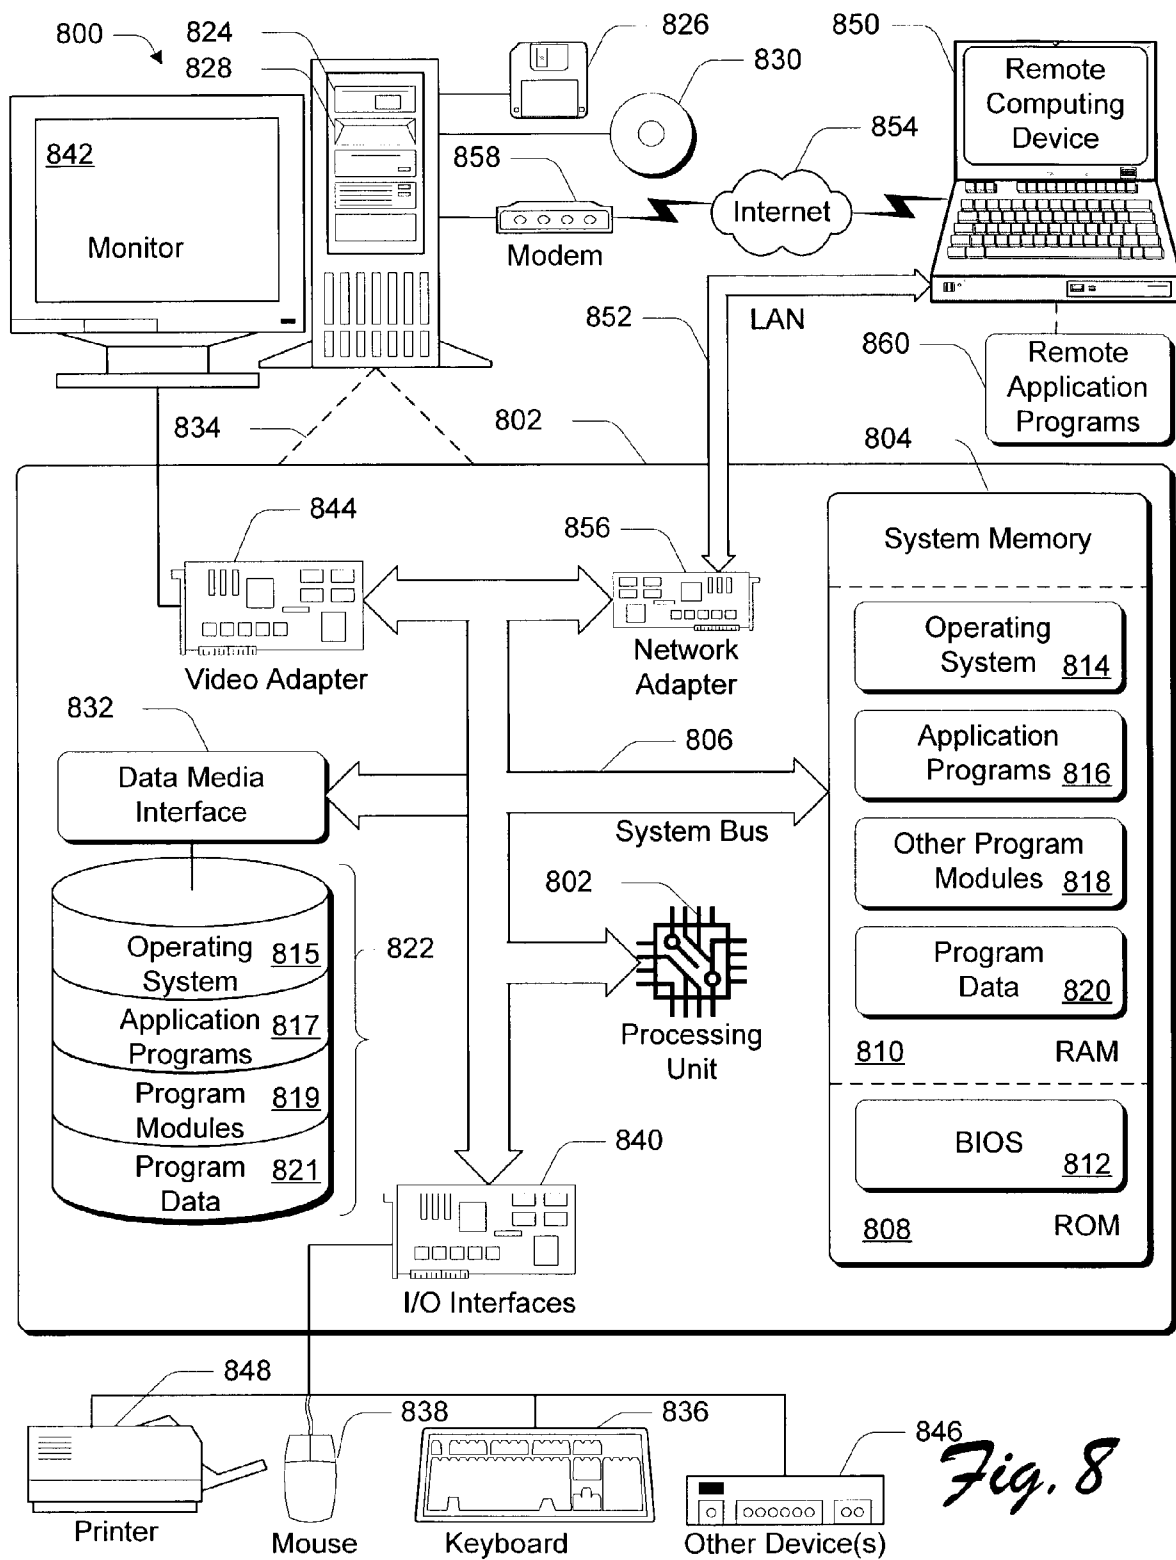 800
824
828
826
830
850
Remote
Computing
Device
842
Monitor
858
Modem
854
Internet
852
LAN
860
Remote
Application
Programs
834
802
804
844
Video Adapter
856
Network
Adapter
System Memory
Operating
System 814
832
Data Media
Interface
806
System Bus
Application
Programs 816
Other Program
Modules 818
802
Processing
Unit
Program
Data 820
810 RAM
Operating
System 815
822
Application
Programs 817
Program
Modules 819
Program
Data 821
BIOS
812
808 ROM
840
I/O Interfaces
848
Printer
838
Mouse
836
Keyboard
846
Other Device(s)
Fig. 8